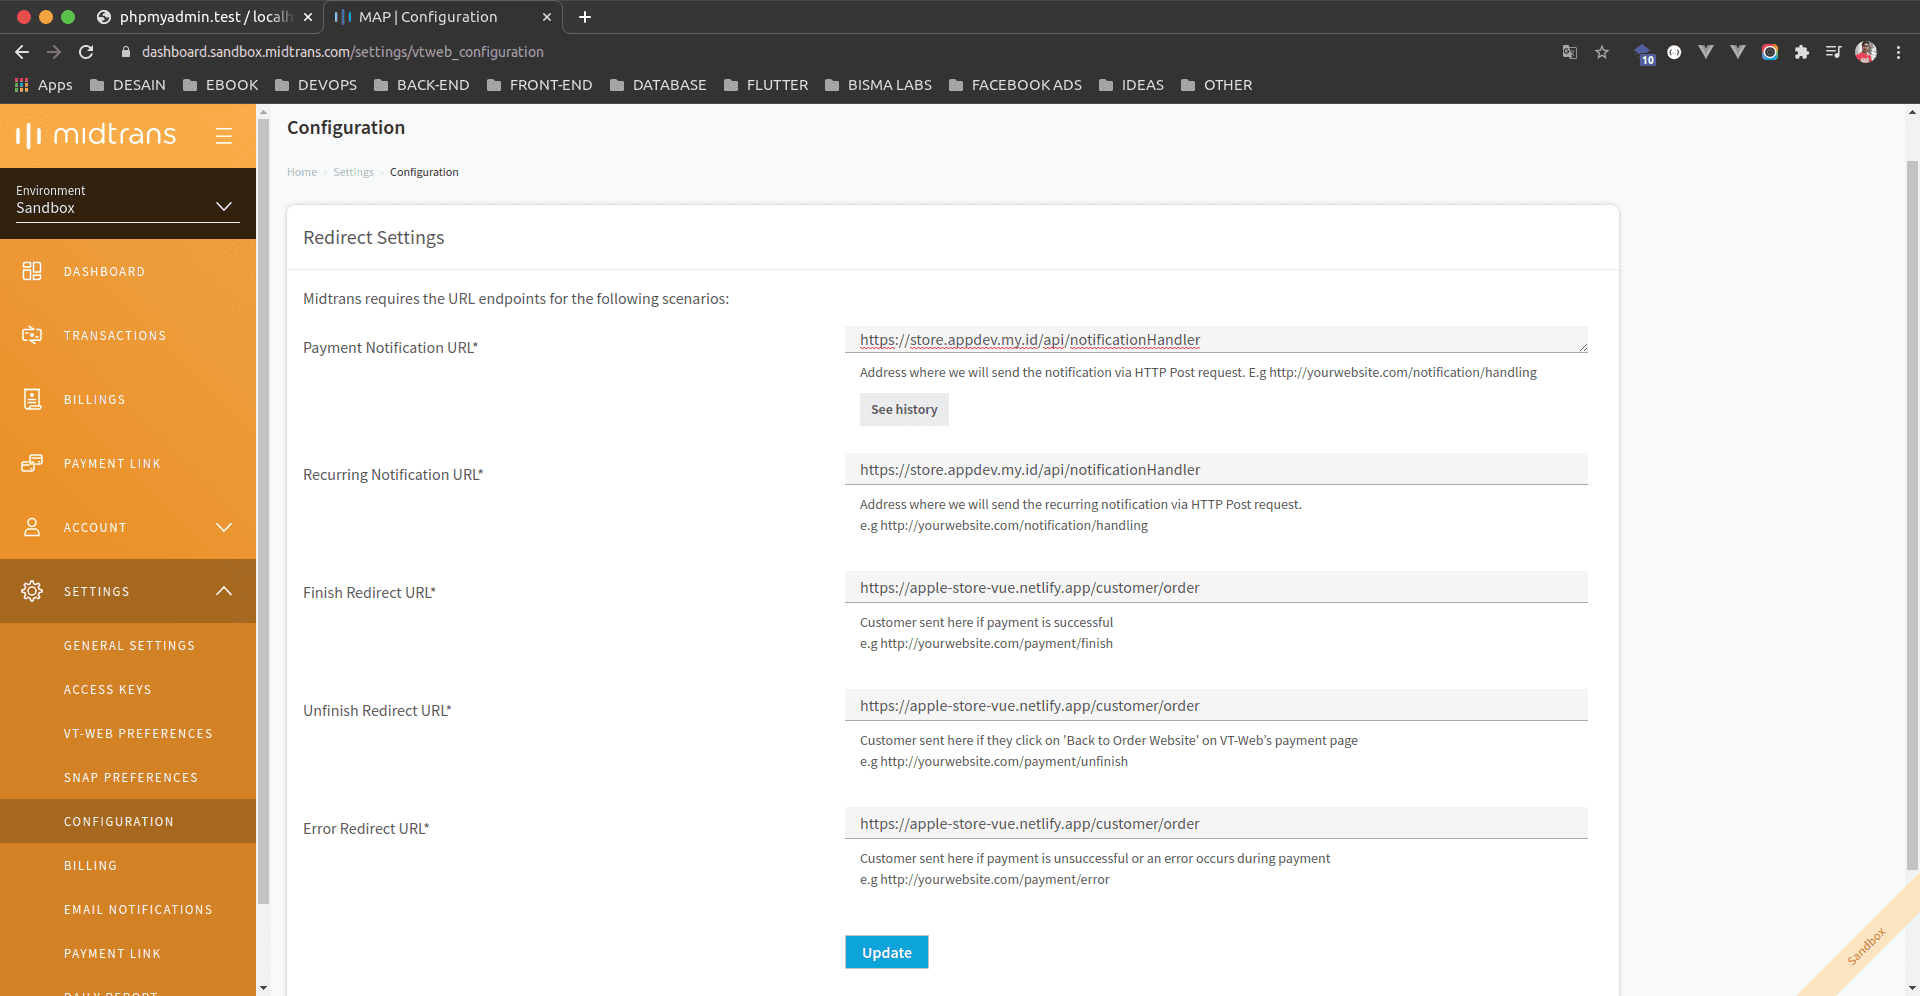 phpmyadmin.test / localh
MAP | Configuration
dashboard.sandbox.midtrans.com/settings/vtweb_configuration
10
Apps
DESAIN
EBOOK
DEVOPS
BACK-END
FRONT-END
DATABASE
FLUTTER
BISMA LABS
FACEBOOK ADS
IDEAS
OTHER
midtrans
Environment
Sandbox
DASHBOARD
TRANSACTIONS
BILLINGS
PAYMENT LINK
ACCOUNT
SETTINGS
GENERAL SETTINGS
ACCESS KEYS
VT-WEB PREFERENCES
SNAP PREFERENCES
CONFIGURATION
BILLING
EMAIL NOTIFICATIONS
PAYMENT LINK
DAILY REPORT
Configuration
Home › Settings › Configuration
Redirect Settings
Midtrans requires the URL endpoints for the following scenarios:
Payment Notification URL*
https://store.appdev.my.id/api/notificationHandler
Address where we will send the notification via HTTP Post request. E.g http://yourwebsite.com/notification/handling
See history
Recurring Notification URL*
https://store.appdev.my.id/api/notificationHandler
Address where we will send the recurring notification via HTTP Post request.
e.g http://yourwebsite.com/notification/handling
Finish Redirect URL*
https://apple-store-vue.netlify.app/customer/order
Customer sent here if payment is successful
e.g http://yourwebsite.com/payment/finish
Unfinish Redirect URL*
https://apple-store-vue.netlify.app/customer/order
Customer sent here if they click on 'Back to Order Website' on VT-Web's payment page
e.g http://yourwebsite.com/payment/unfinish
Error Redirect URL*
https://apple-store-vue.netlify.app/customer/order
Customer sent here if payment is unsuccessful or an error occurs during payment
e.g http://yourwebsite.com/payment/error
Update
Sandbox